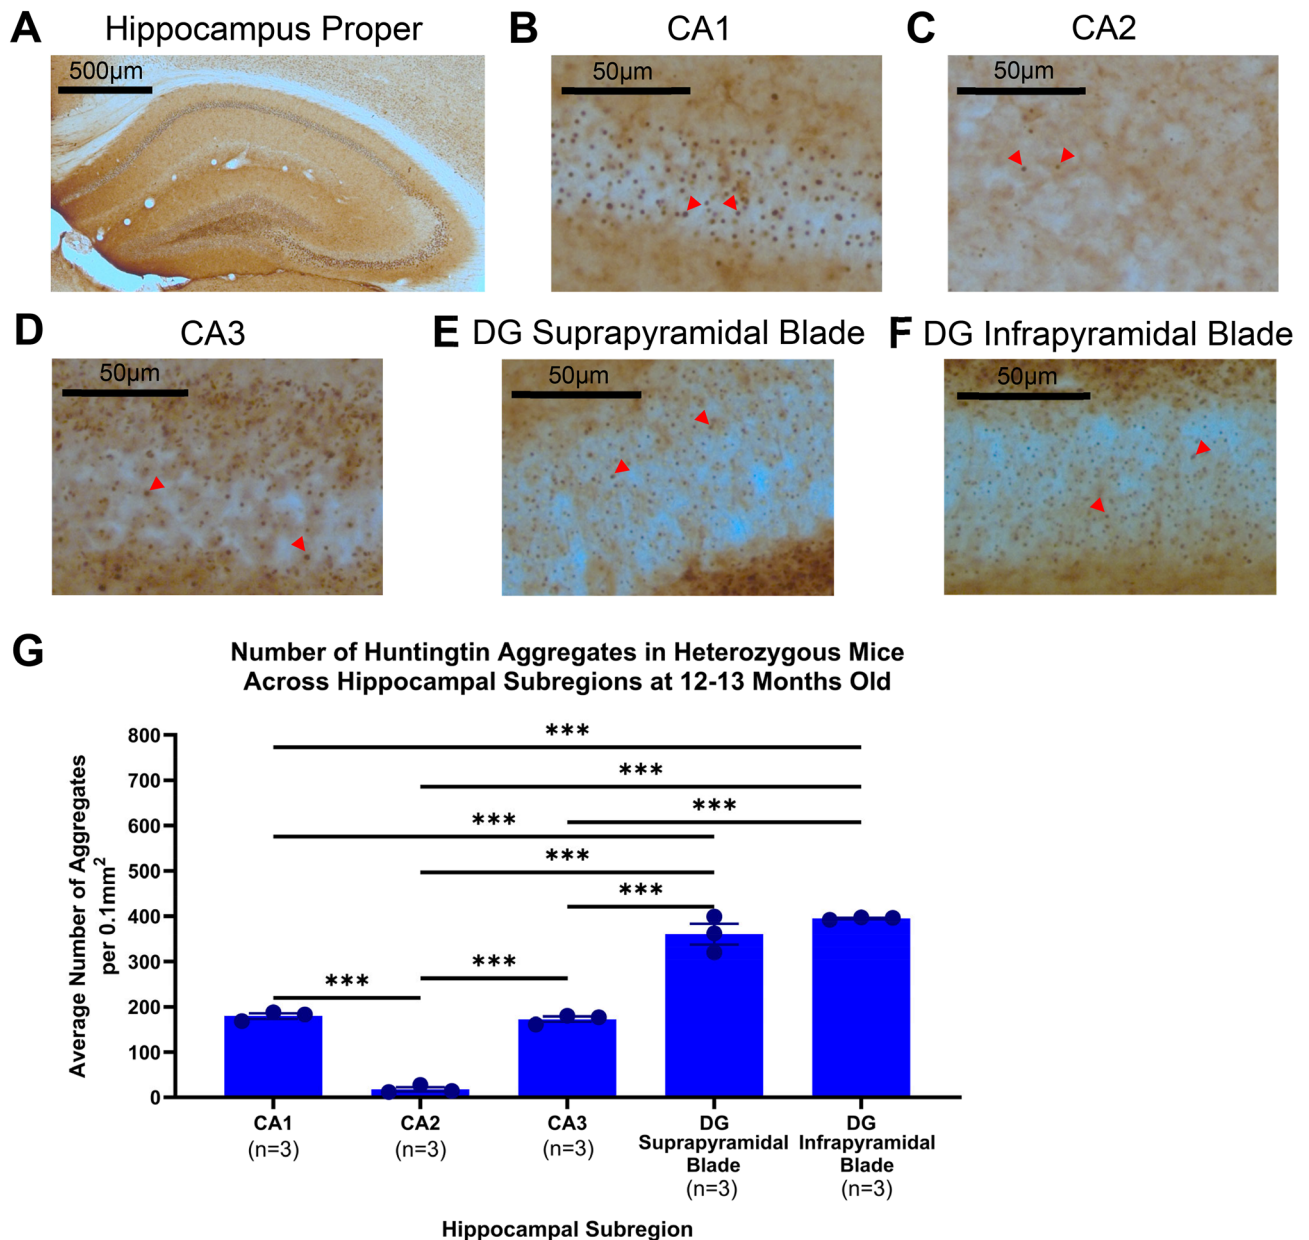 A Hippocampus Proper
500µm
B CA1
50µm
C CA2
50µm
D CA3
50µm
E DG Suprapyramidal Blade
50µm
F DG Infrapyramidal Blade
50µm
G
Number of Huntingtin Aggregates in Heterozygous Mice
Across Hippocampal Subregions at 12-13 Months Old
Average Number of Aggregates
per 0.1mm²
800
700
600
500
400
300
200
100
0
***
***
***
***
***
***
***
***
CA1
(n=3)
CA2
(n=3)
CA3
(n=3)
DG
Suprapyramidal
Blade
(n=3)
DG
Infrapyramidal
Blade
(n=3)
Hippocampal Subregion